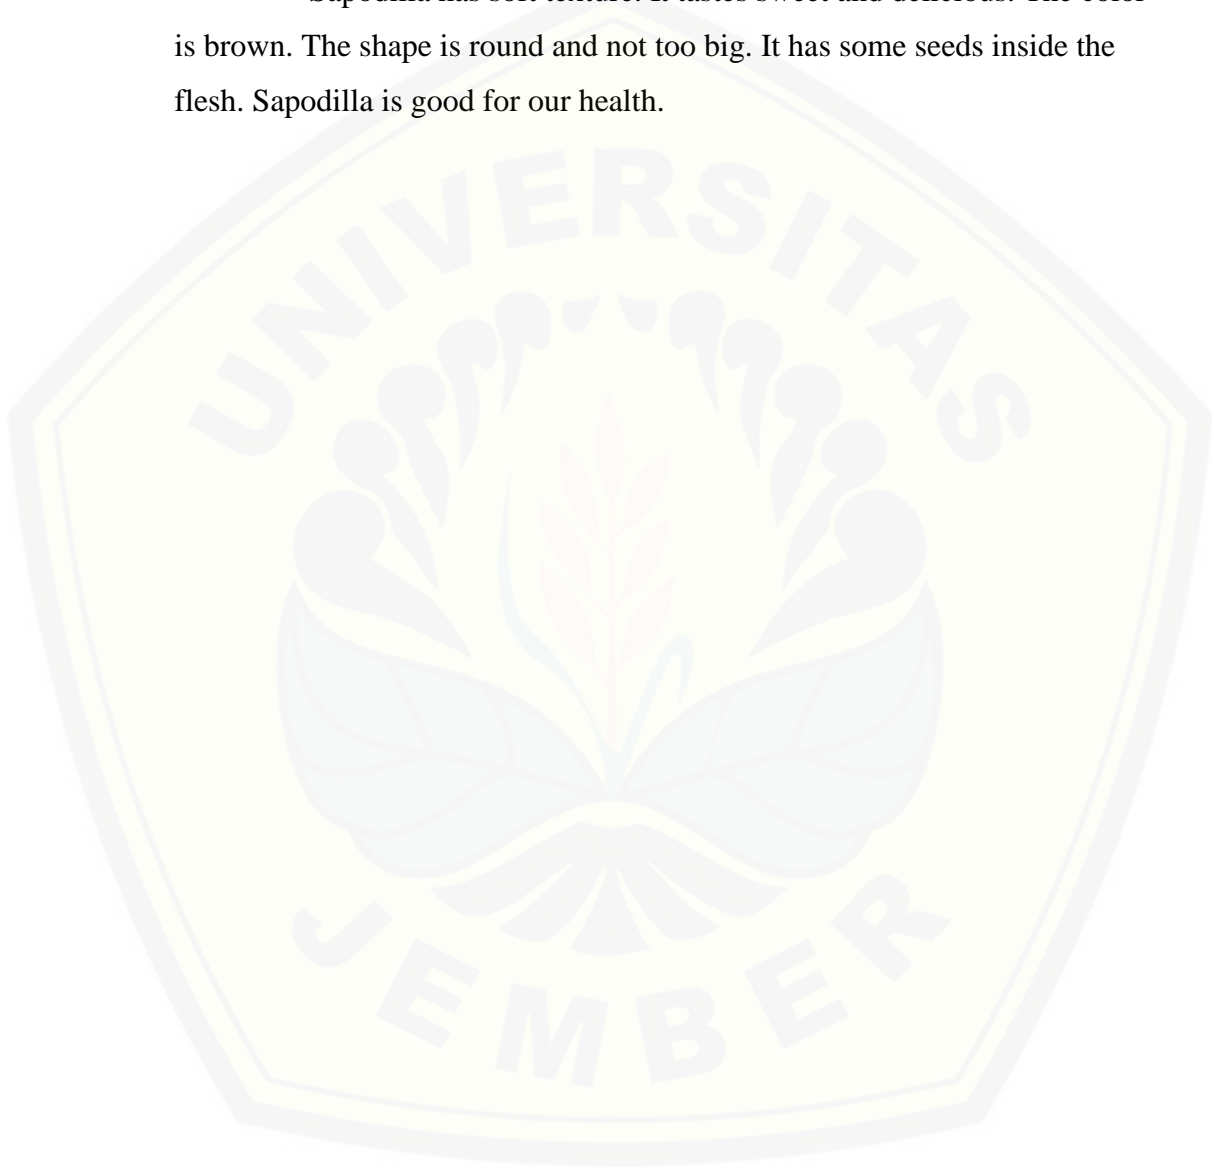 Sapodilla has soft texture. It tastes sweet and delicious. The color
is brown. The shape is round and not too big. It has some seeds inside the
flesh. Sapodilla is good for our health.
UNIVERSITAS
JEMBER